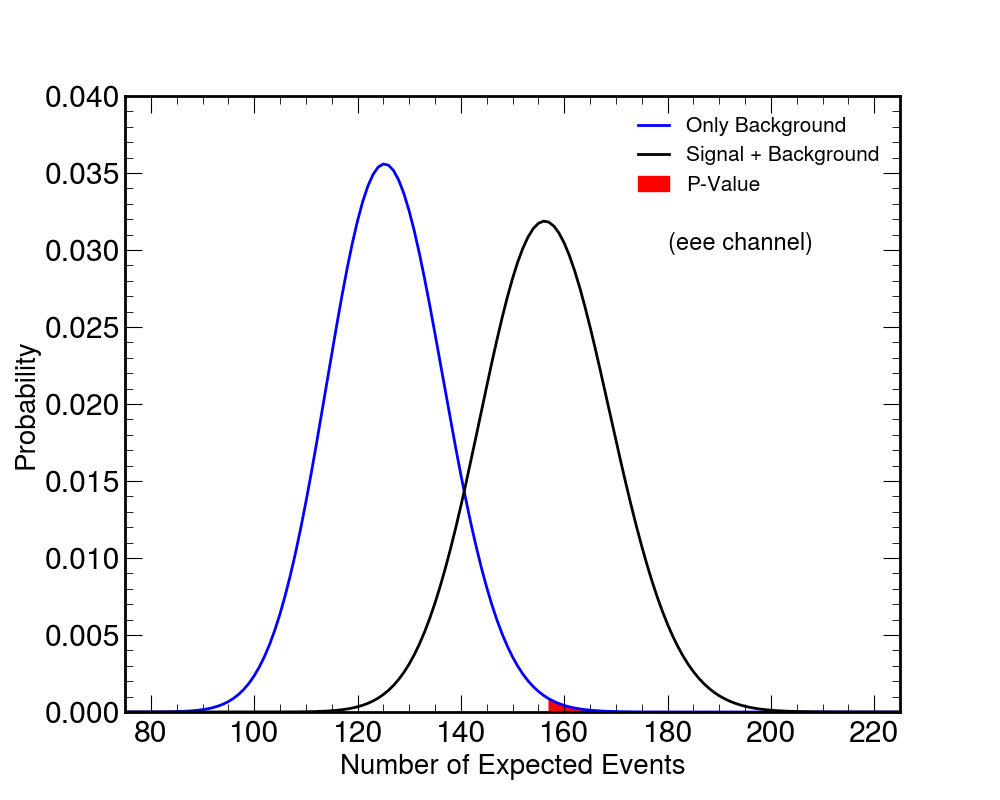 Only Background
Signal + Background
P-Value
(eee channel)
0.040
0.035
0.030
0.025
0.020
0.015
0.010
0.005
0.000
Probability
80 100 120 140 160 180 200 220
Number of Expected Events